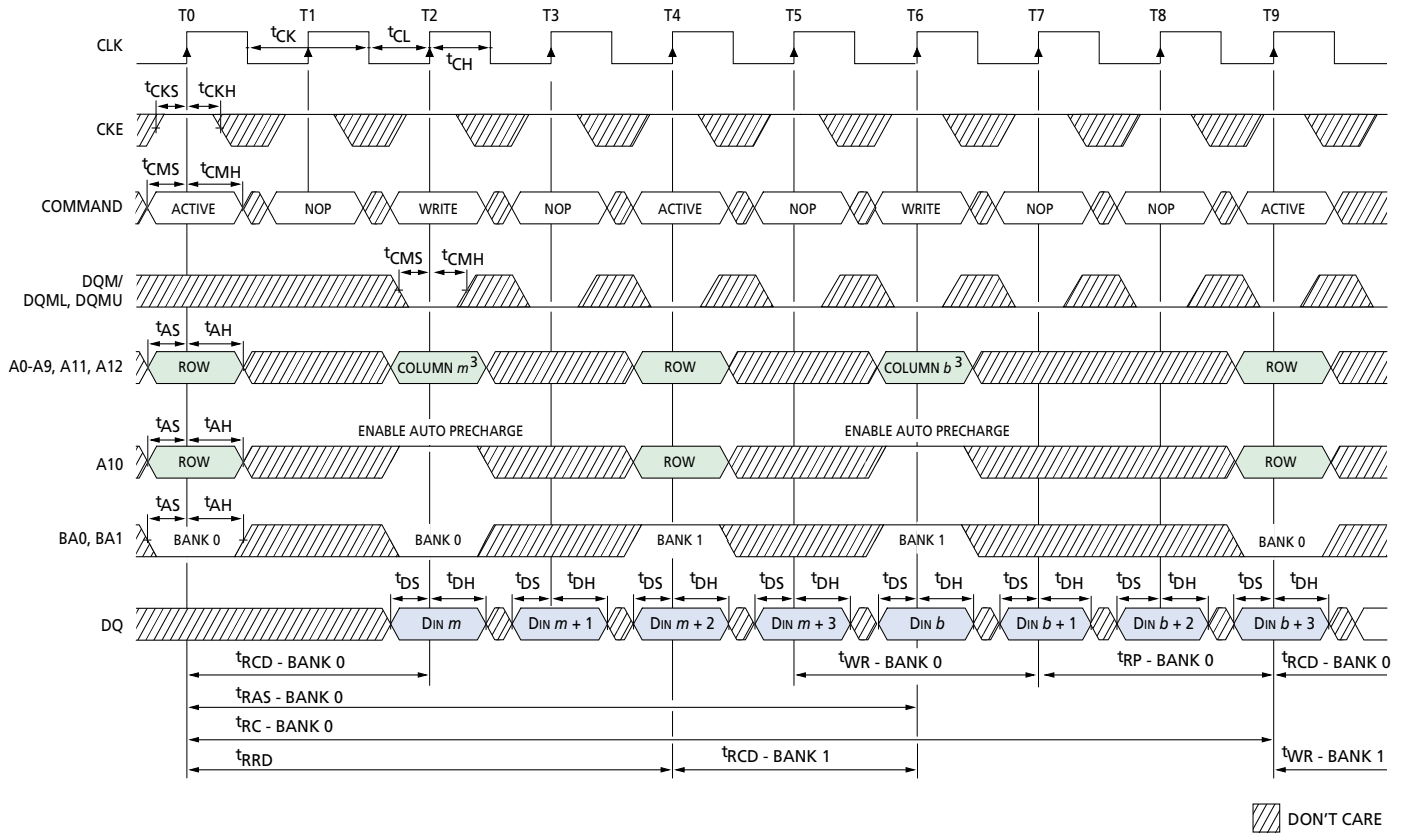 T0 T1 T2 T3 T4 T5 T6 T7 T8 T9
CLK tCK tCL tCH
tCKS tCKH
CKE
tCMS tCMH
COMMAND ACTIVE NOP WRITE NOP ACTIVE NOP WRITE NOP NOP ACTIVE
tCMS tCMH
DQM/
DQML, DQMU
tAS tAH
A0-A9, A11, A12 ROW COLUMN m3 ROW COLUMN b3 ROW
tAS tAH ENABLE AUTO PRECHARGE ENABLE AUTO PRECHARGE
A10 ROW ROW ROW
tAS tAH
BA0, BA1 BANK 0 BANK 0 BANK 1 BANK 1 BANK 0
tDS tDH tDS tDH tDS tDH tDS tDH tDS tDH tDS tDH tDS tDH tDS tDH
DQ DIN m DIN m + 1 DIN m + 2 DIN m + 3 DIN b DIN b + 1 DIN b + 2 DIN b + 3
tRCD - BANK 0 tWR - BANK 0 tRP - BANK 0 tRCD - BANK 0
tRAS - BANK 0
tRC - BANK 0
tRRD tRCD - BANK 1 tWR - BANK 1
DON'T CARE